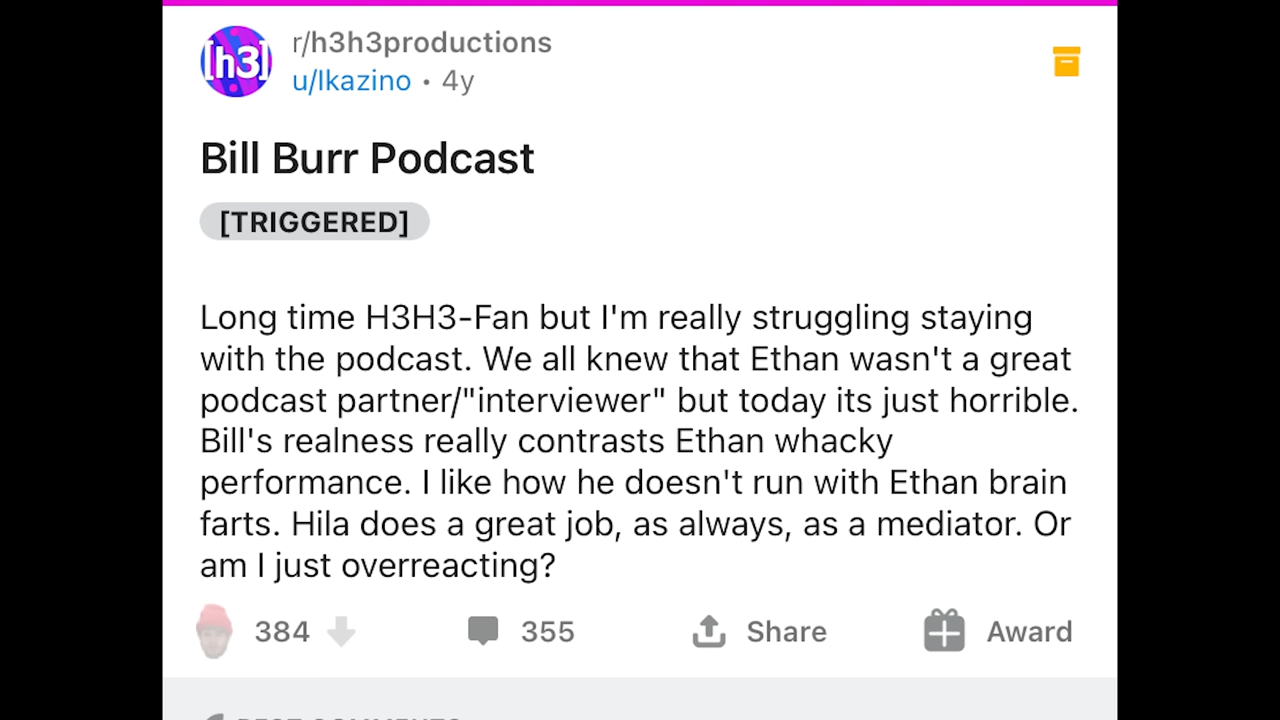 [h3]
r/h3h3productions
u/Ikazino • 4y
Bill Burr Podcast
[TRIGGERED]
Long time H3H3-Fan but I'm really struggling staying
with the podcast. We all knew that Ethan wasn't a great
podcast partner/"interviewer" but today its just horrible.
Bill's realness really contrasts Ethan whacky
performance. I like how he doesn't run with Ethan brain
farts. Hila does a great job, as always, as a mediator. Or
am I just overreacting?
384
355
Share
Award
BEST COMMENTS